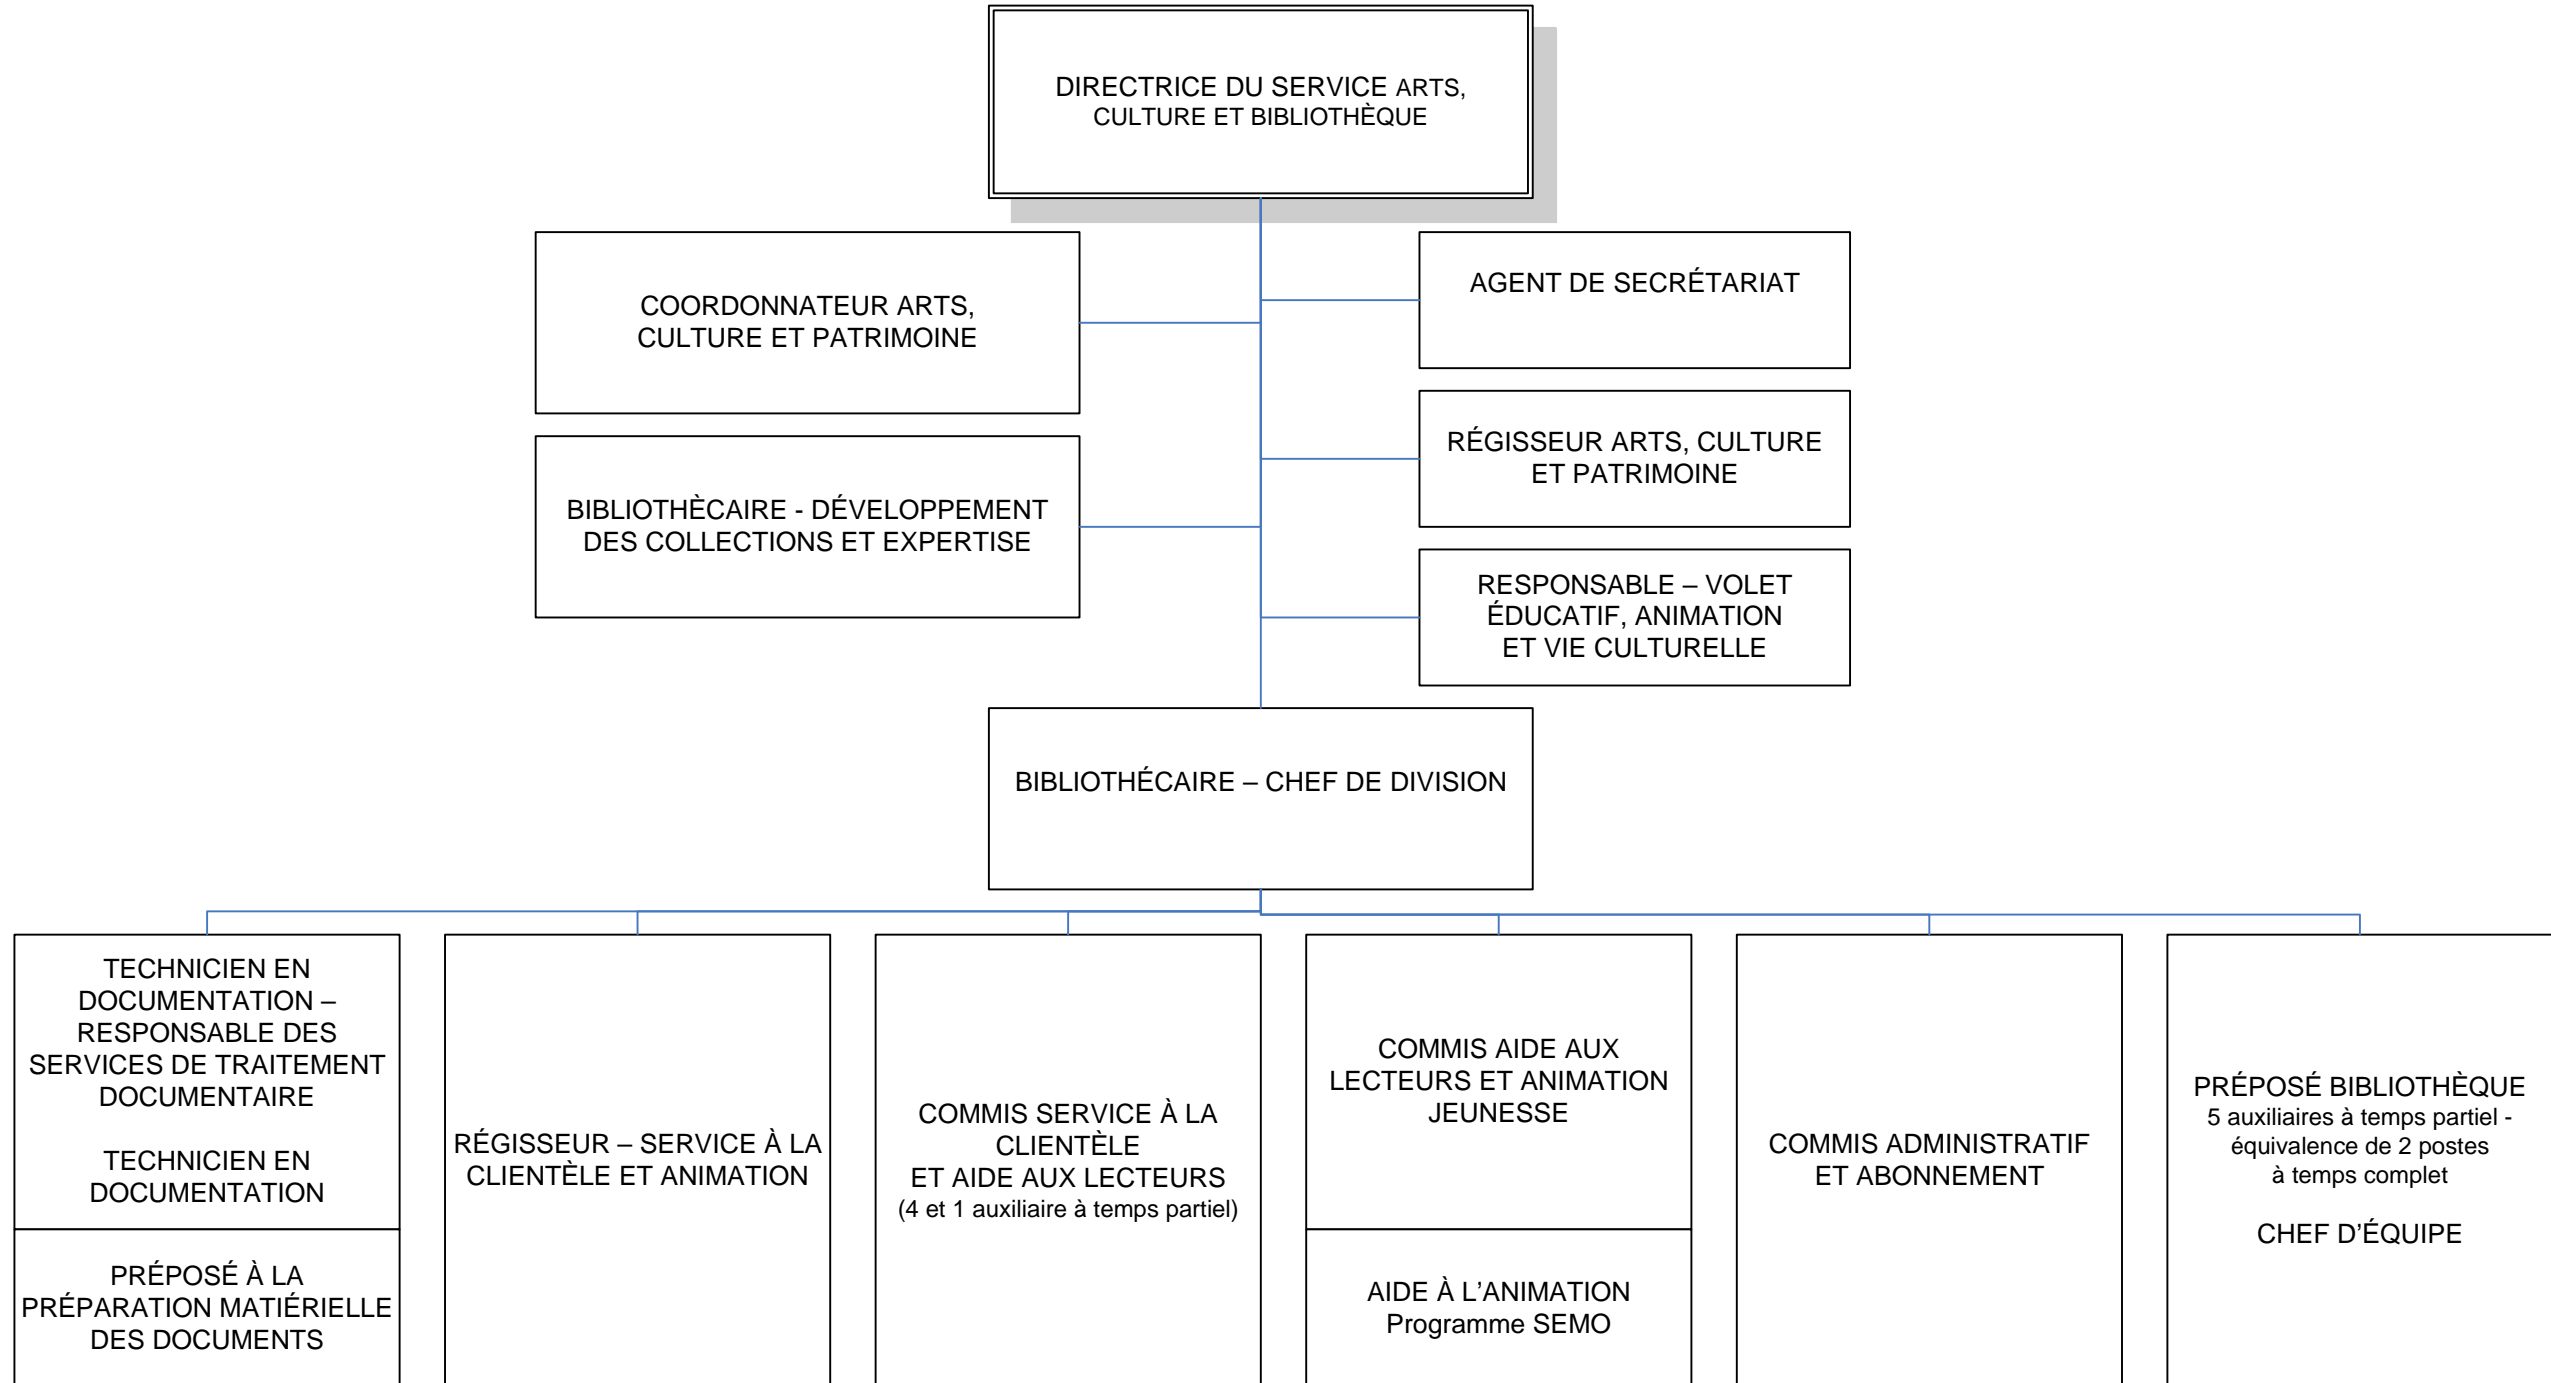 DIRECTRICE DU SERVICE ARTS,
CULTURE ET BIBLIOTHÈQUE
COORDONNATEUR ARTS,
CULTURE ET PATRIMOINE
AGENT DE SECRÉTARIAT
RÉGISSEUR ARTS, CULTURE
ET PATRIMOINE
BIBLIOTHÈCAIRE - DÉVELOPPEMENT
DES COLLECTIONS ET EXPERTISE
RESPONSABLE – VOLET
ÉDUCATIF, ANIMATION
ET VIE CULTURELLE
BIBLIOTHÉCAIRE – CHEF DE DIVISION
TECHNICIEN EN
DOCUMENTATION –
RESPONSABLE DES
SERVICES DE TRAITEMENT
DOCUMENTAIRE
TECHNICIEN EN
DOCUMENTATION
PRÉPOSÉ À LA
PRÉPARATION MATIÉRIELLE
DES DOCUMENTS
RÉGISSEUR – SERVICE À LA
CLIENTÈLE ET ANIMATION
COMMIS SERVICE À LA
CLIENTÈLE
ET AIDE AUX LECTEURS
(4 et 1 auxiliaire à temps partiel)
COMMIS AIDE AUX
LECTEURS ET ANIMATION
JEUNESSE
AIDE À L’ANIMATION
Programme SEMO
COMMIS ADMINISTRATIF
ET ABONNEMENT
PRÉPOSÉ BIBLIOTHÈQUE
5 auxiliaires à temps partiel -
équivalence de 2 postes
à temps complet
CHEF D’ÉQUIPE